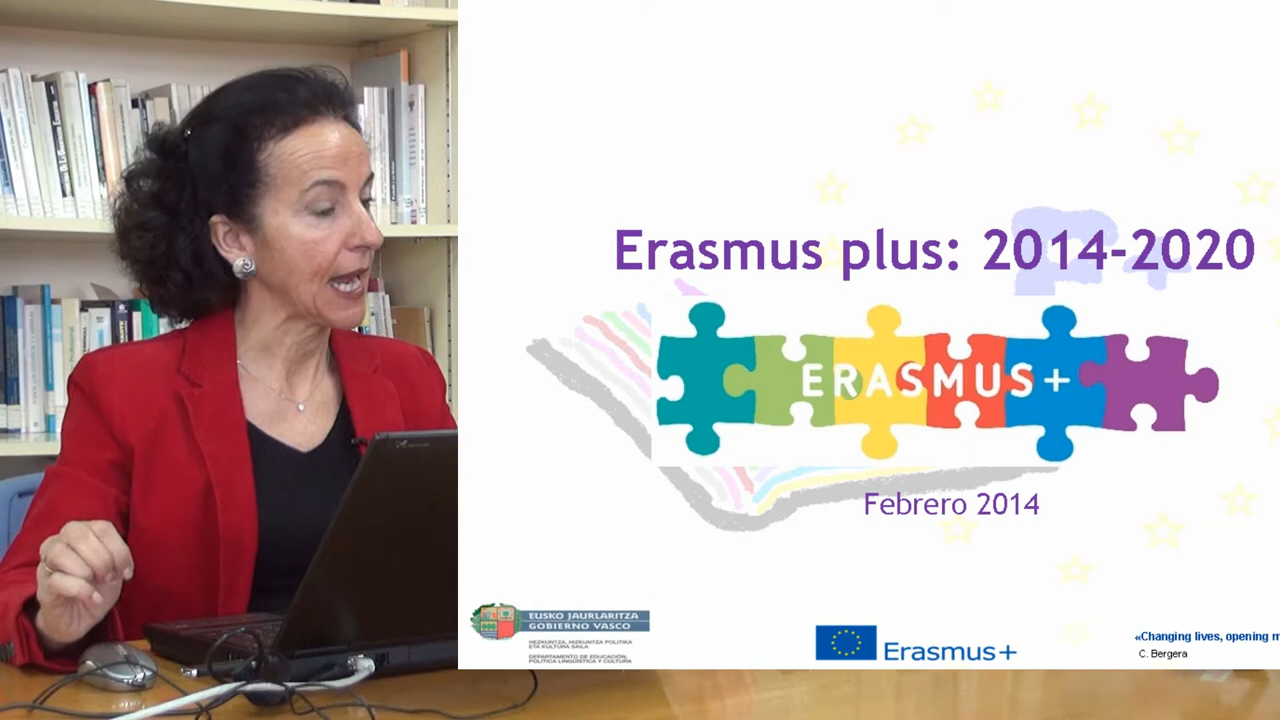 Erasmus plus: 2014-2020
ERASMUS+
Febrero 2014
EUSKO JAURLARITZA
GOBIERNO VASCO
HEZKUNTZA, HIZKUNTZA POLITIKA
ETA KULTURA SAILA
DEPARTAMENTO DE EDUCACIÓN,
POLÍTICA LINGÜÍSTICA Y CULTURA
Erasmus+
«Changing lives, opening m
C. Bergera